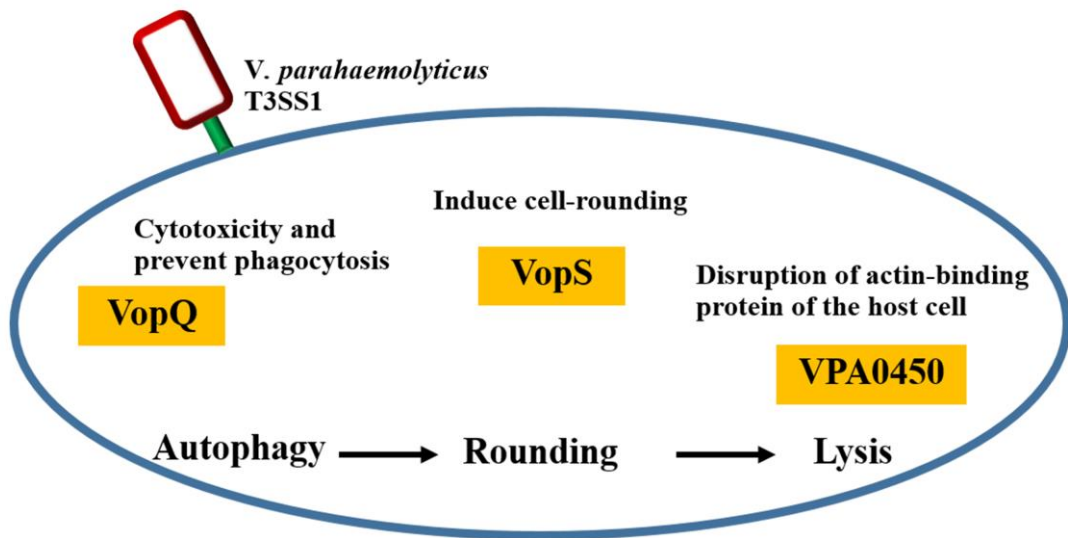 V. parahaemolyticus
T3SS1
Induce cell-rounding
Cytotoxicity and
prevent phagocytosis
VopS
Disruption of actin-binding
protein of the host cell
VopQ
VPA0450
Autophagy
Rounding
Lysis